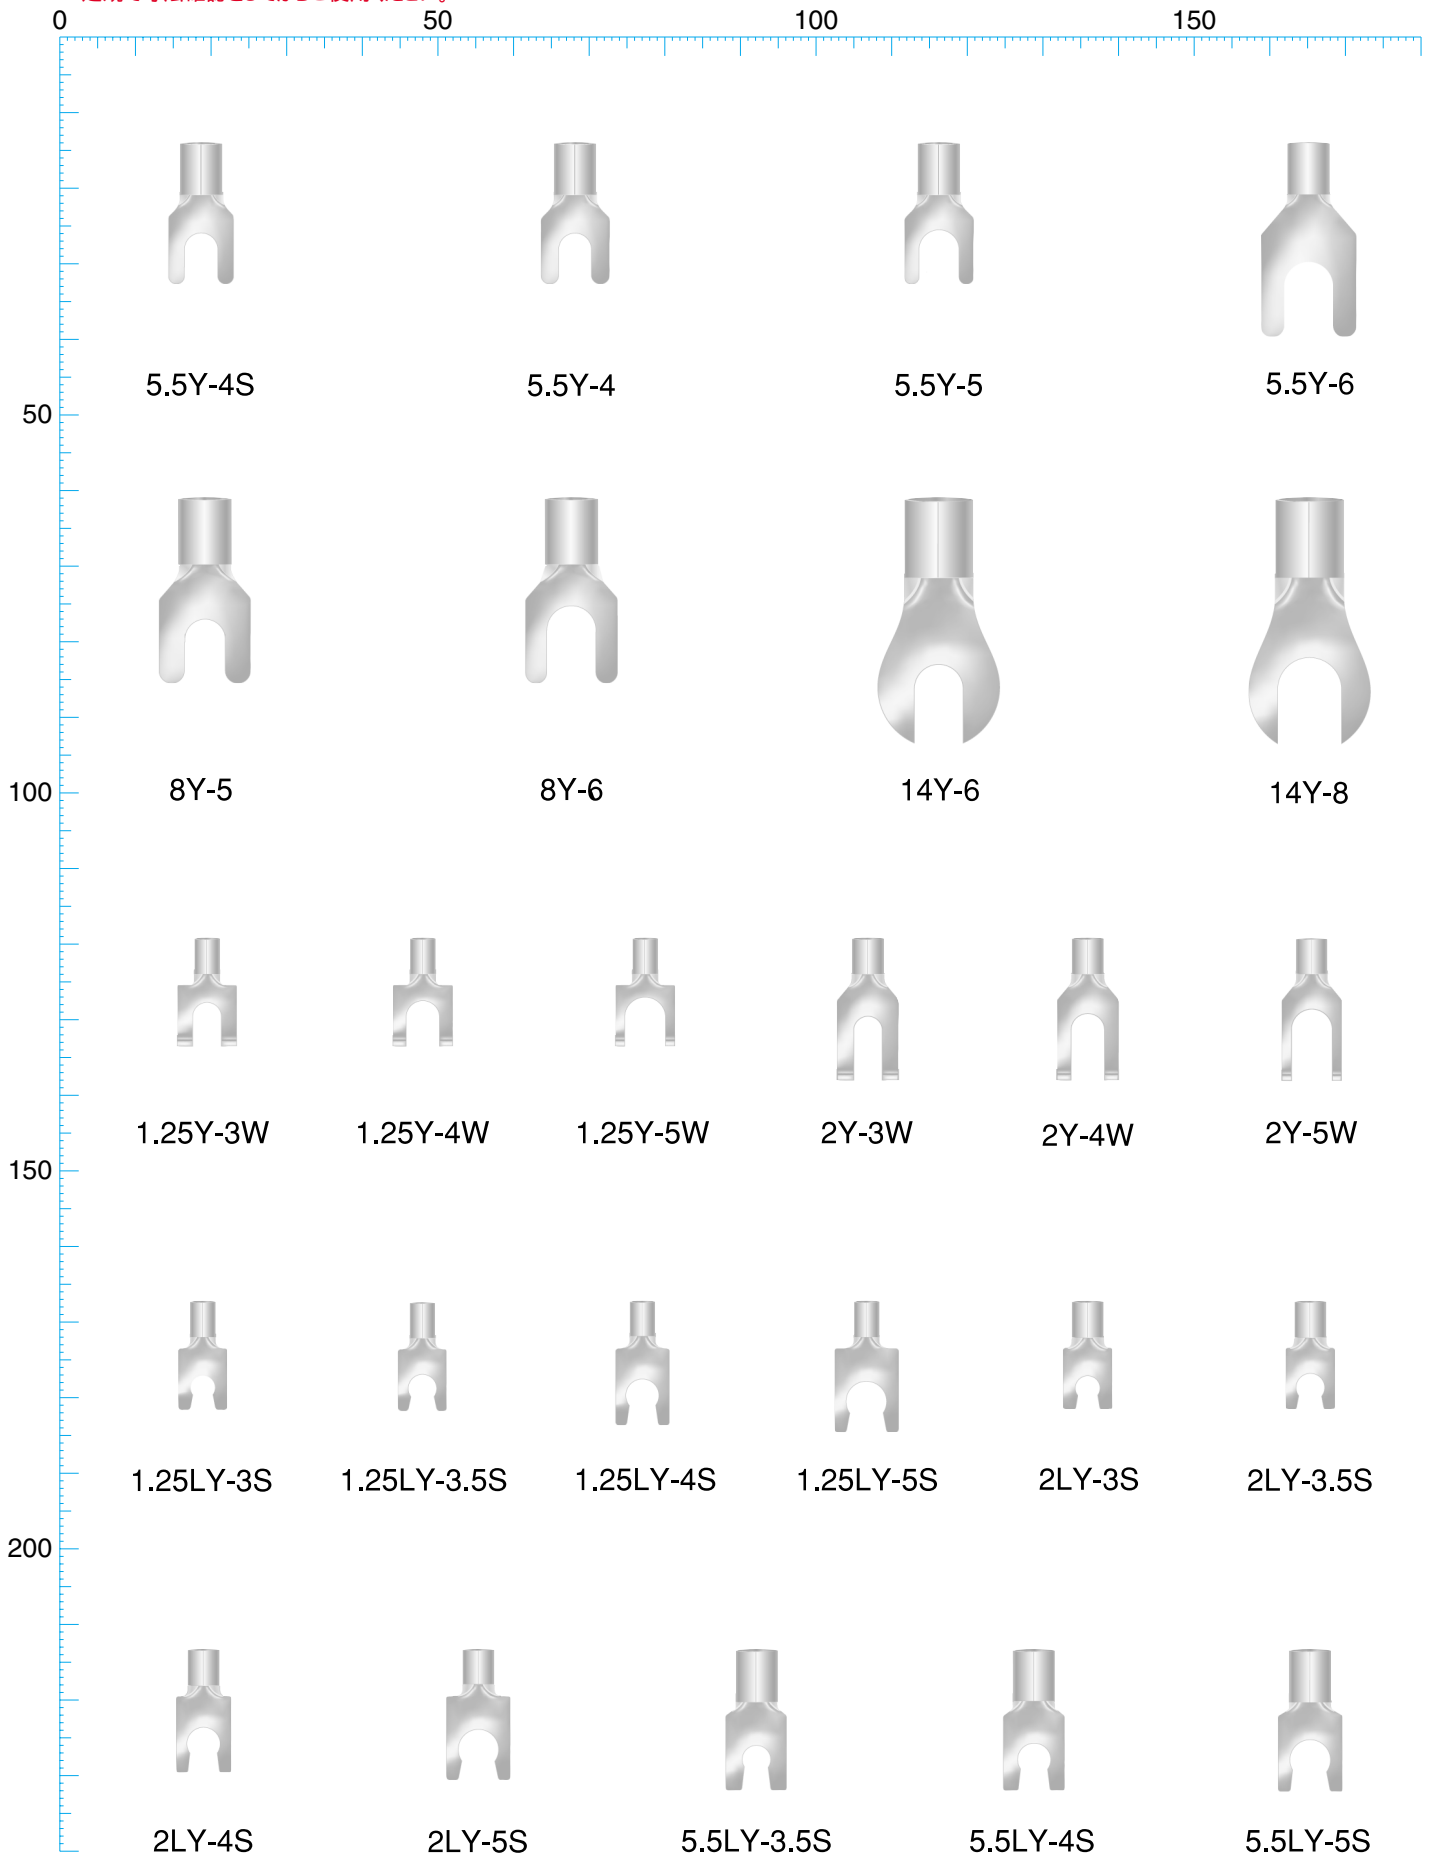 0 50 100 150
5.5Y-4S 5.5Y-4 5.5Y-5 5.5Y-6
50
8Y-5 8Y-6 14Y-6 14Y-8
100
1.25Y-3W 1.25Y-4W 1.25Y-5W 2Y-3W 2Y-4W 2Y-5W
150
1.25LY-3S 1.25LY-3.5S 1.25LY-4S 1.25LY-5S 2LY-3S 2LY-3.5S
200
2LY-4S 2LY-5S 5.5LY-3.5S 5.5LY-4S 5.5LY-5S